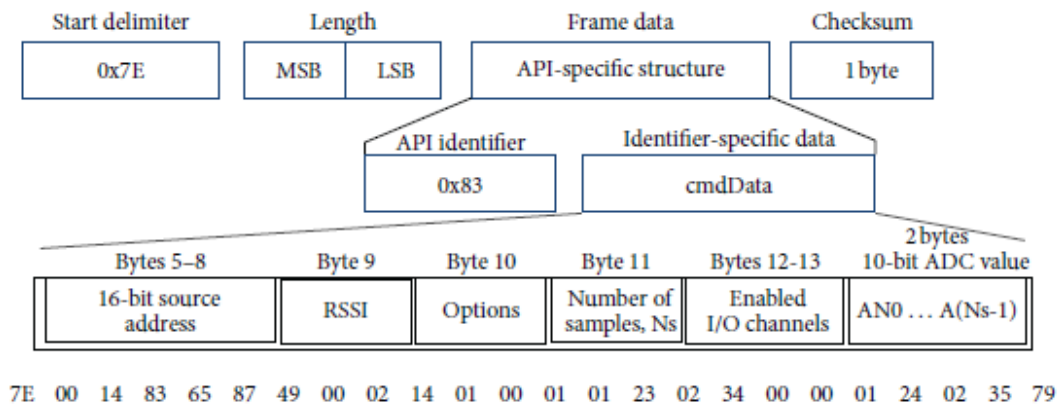 Start delimiter Length Frame data Checksum
0x7E MSB LSB API-specific structure 1 byte
API identifier Identifier-specific data
0x83 cmdData
2 bytes
Bytes 5–8 Byte 9 Byte 10 Byte 11 Bytes 12-13 10-bit ADC value
16-bit source address RSSI Options Number of samples, Ns Enabled I/O channels AN0 … A(Ns-1)
7E 00 14 83 65 87 49 00 02 14 01 00 01 01 23 02 34 00 00 01 24 02 35 79